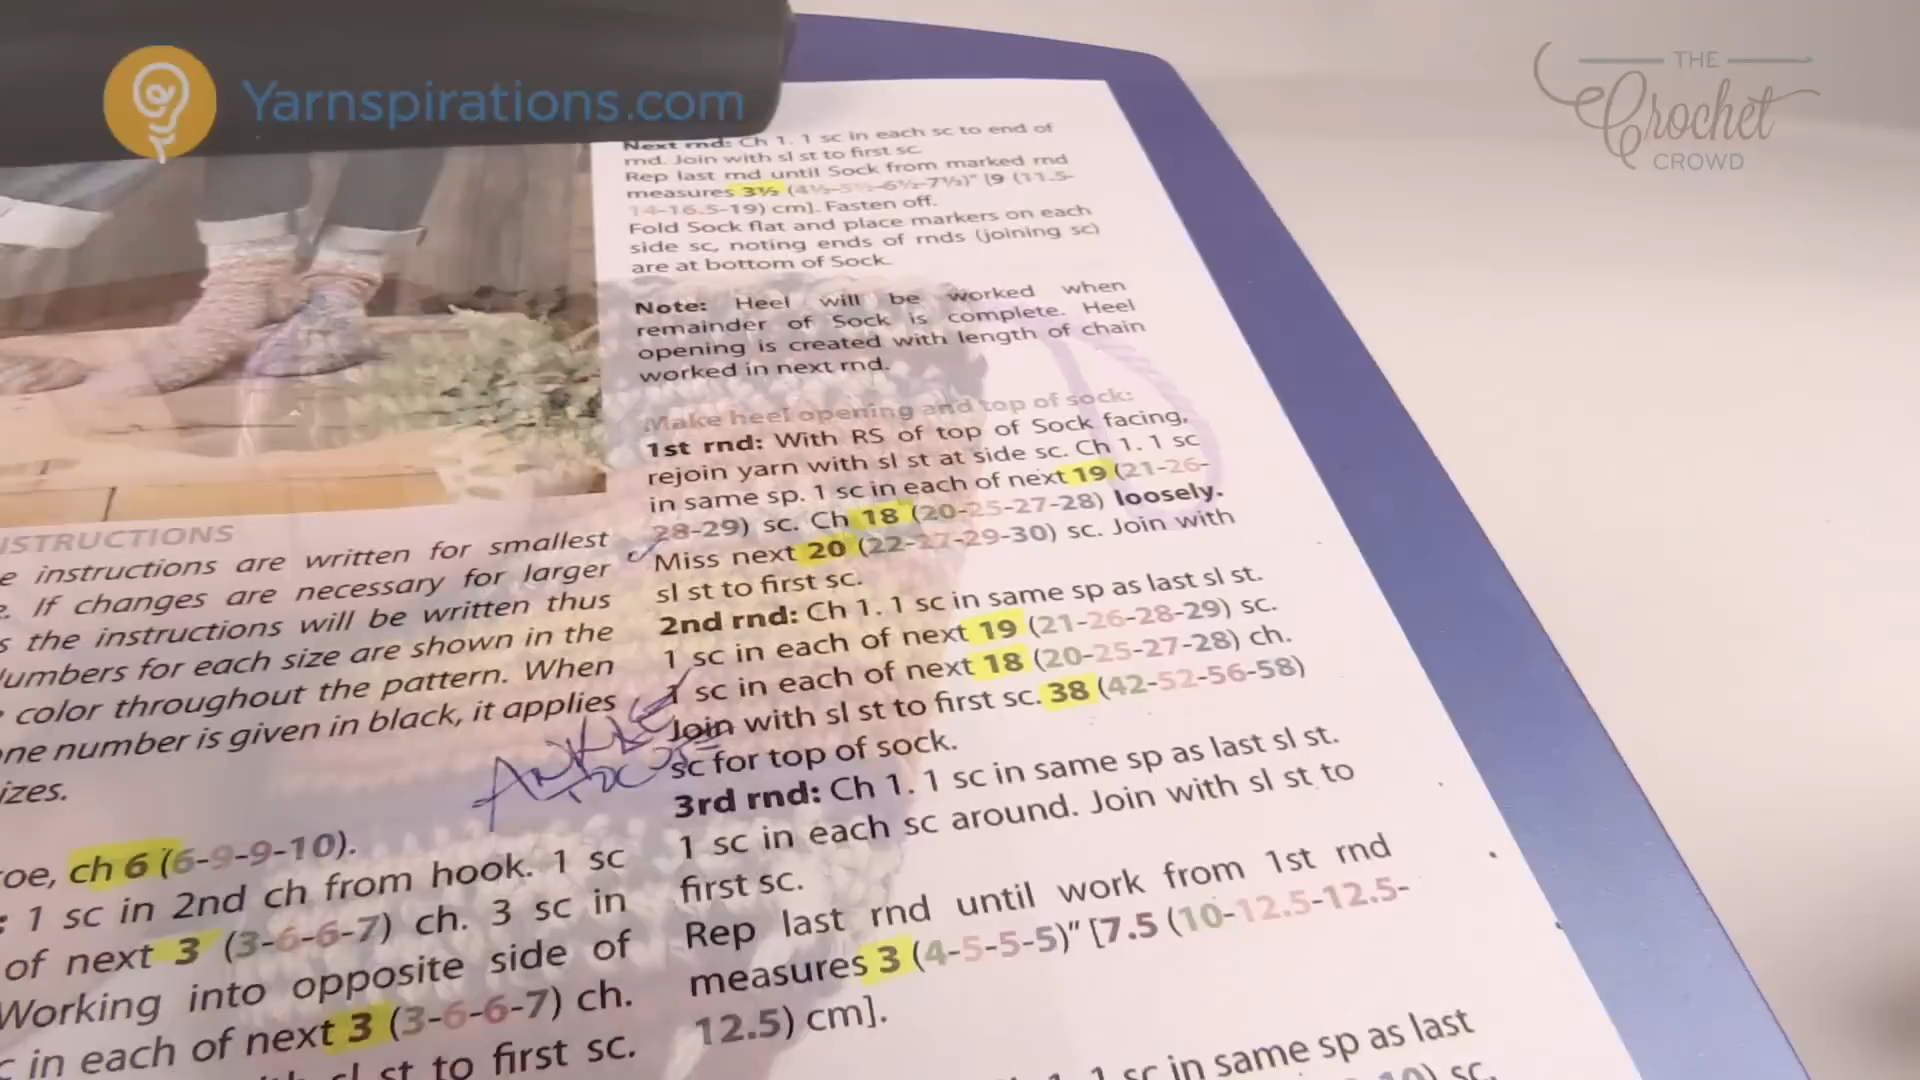 Yarnspirations.com
THE
Crochet
CROWD
Next rnd: Ch 1. 1 sc in each sc to end of
rnd. Join with sl st to first sc.
Rep last rnd until Sock from marked rnd
measures 3½ (4½-5½-6½-7½)" [9 (11.5-
14-16.5-19) cm]. Fasten off.
Fold Sock flat and place markers on each
side sc, noting ends of rnds (joining sc)
are at bottom of Sock.
Note: Heel will be worked when
remainder of Sock is complete. Heel
opening is created with length of chain
worked in next rnd.
Make heel opening and top of sock:
1st rnd: With RS of top of Sock facing,
rejoin yarn with sl st at side sc. Ch 1. 1 sc
in same sp. 1 sc in each of next 19 (21-26-
28-29) sc. Ch 18 (20-25-27-28) loosely.
Miss next 20 (22-27-29-30) sc. Join with
sl st to first sc.
2nd rnd: Ch 1. 1 sc in same sp as last sl st.
1 sc in each of next 19 (21-26-28-29) sc.
1 sc in each of next 18 (20-25-27-28) ch.
Join with sl st to first sc. 38 (42-52-56-58)
sc for top of sock.
3rd rnd: Ch 1. 1 sc in same sp as last sl st.
1 sc in each sc around. Join with sl st to
first sc.
Rep last rnd until work from 1st rnd
measures 3 (4-5-5-5)" [7.5 (10-12.5-12.5-
12.5) cm].
1 sc in same sp as last
sc.
STRUCTIONS
e instructions are written for smallest
. If changes are necessary for larger
s the instructions will be written thus
umbers for each size are shown in the
color throughout the pattern. When
ne number is given in black, it applies
izes.
ANKLE
oe, ch 6 (6-9-9-10).
: 1 sc in 2nd ch from hook. 1 sc
of next 3 (3-6-6-7) ch. 3 sc in
Working into opposite side of
c in each of next 3 (3-6-6-7) ch.
sl st to first sc.